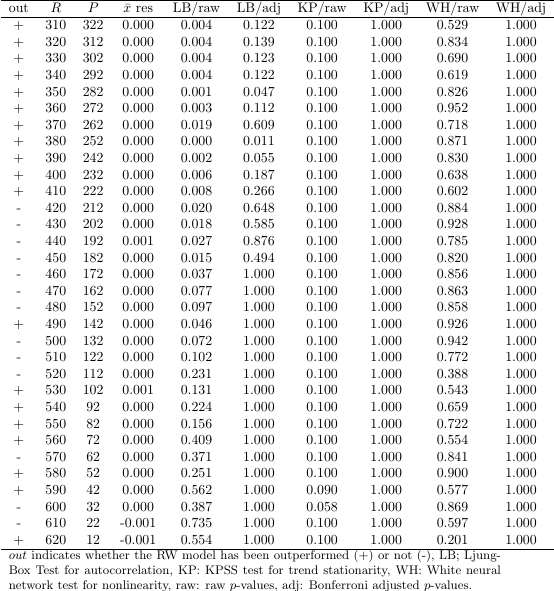 out R P x̄ res LB/raw LB/adj KP/raw KP/adj WH/raw WH/adj
+ 310 322 0.000 0.004 0.122 0.100 1.000 0.529 1.000
+ 320 312 0.000 0.004 0.139 0.100 1.000 0.834 1.000
+ 330 302 0.000 0.004 0.123 0.100 1.000 0.690 1.000
+ 340 292 0.000 0.004 0.122 0.100 1.000 0.619 1.000
+ 350 282 0.000 0.001 0.047 0.100 1.000 0.826 1.000
+ 360 272 0.000 0.003 0.112 0.100 1.000 0.952 1.000
+ 370 262 0.000 0.019 0.609 0.100 1.000 0.718 1.000
+ 380 252 0.000 0.000 0.011 0.100 1.000 0.871 1.000
+ 390 242 0.000 0.002 0.055 0.100 1.000 0.830 1.000
+ 400 232 0.000 0.006 0.187 0.100 1.000 0.638 1.000
+ 410 222 0.000 0.008 0.266 0.100 1.000 0.602 1.000
- 420 212 0.000 0.020 0.648 0.100 1.000 0.884 1.000
- 430 202 0.000 0.018 0.585 0.100 1.000 0.928 1.000
- 440 192 0.001 0.027 0.876 0.100 1.000 0.785 1.000
- 450 182 0.000 0.015 0.494 0.100 1.000 0.820 1.000
- 460 172 0.000 0.037 1.000 0.100 1.000 0.856 1.000
- 470 162 0.000 0.077 1.000 0.100 1.000 0.863 1.000
- 480 152 0.000 0.097 1.000 0.100 1.000 0.858 1.000
+ 490 142 0.000 0.046 1.000 0.100 1.000 0.926 1.000
- 500 132 0.000 0.072 1.000 0.100 1.000 0.942 1.000
- 510 122 0.000 0.102 1.000 0.100 1.000 0.772 1.000
- 520 112 0.000 0.231 1.000 0.100 1.000 0.388 1.000
+ 530 102 0.001 0.131 1.000 0.100 1.000 0.543 1.000
+ 540 92 0.000 0.224 1.000 0.100 1.000 0.659 1.000
+ 550 82 0.000 0.156 1.000 0.100 1.000 0.722 1.000
+ 560 72 0.000 0.409 1.000 0.100 1.000 0.554 1.000
- 570 62 0.000 0.371 1.000 0.100 1.000 0.841 1.000
+ 580 52 0.000 0.251 1.000 0.100 1.000 0.900 1.000
+ 590 42 0.000 0.562 1.000 0.090 1.000 0.577 1.000
- 600 32 0.000 0.387 1.000 0.058 1.000 0.869 1.000
- 610 22 -0.001 0.735 1.000 0.100 1.000 0.597 1.000
+ 620 12 -0.001 0.554 1.000 0.100 1.000 0.201 1.000
out indicates whether the RW model has been outperformed (+) or not (-), LB; Ljung-
Box Test for autocorrelation, KP: KPSS test for trend stationarity, WH: White neural
network test for nonlinearity, raw: raw p-values, adj: Bonferroni adjusted p-values.